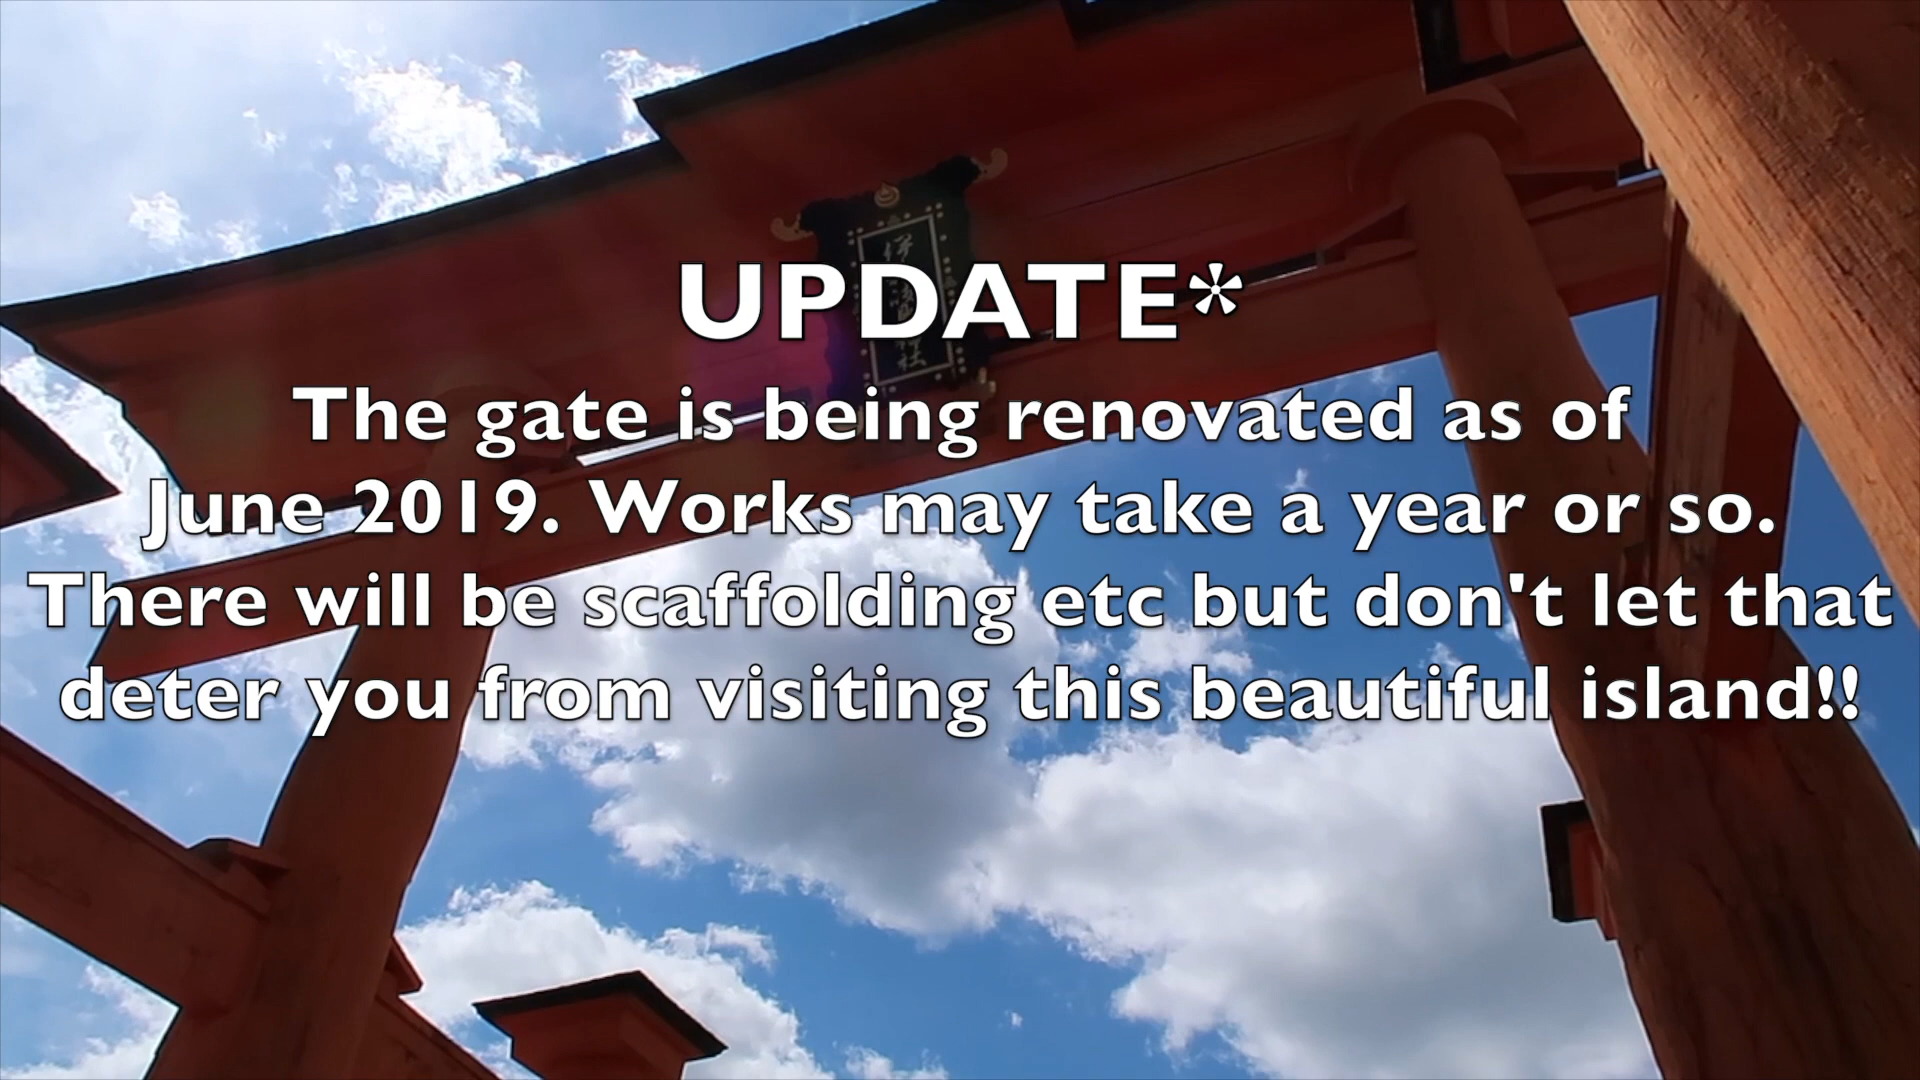 UPDATE*
The gate is being renovated as of
June 2019. Works may take a year or so.
There will be scaffolding etc but don't let that
deter you from visiting this beautiful island!!